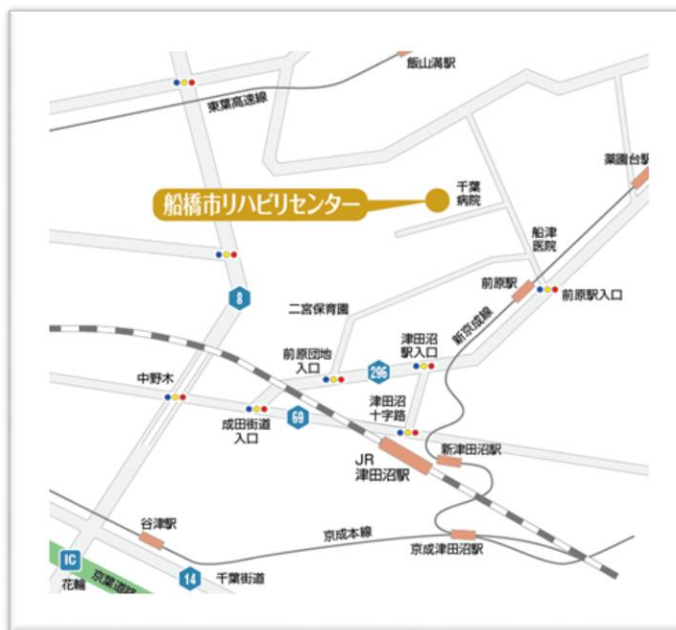 飯山満駅
東葉高速線
薬園台駅
千葉
病院
船橋市リハビリセンター
船津
医院
前原駅
前原駅入口
8
二宮保育園
新京成線
前原団地
入口
津田沼
駅入口
296
中野木
成田街道
入口
69
津田沼
十字路
JR
津田沼駅
新津田沼駅
谷津駅
京成本線
京成津田沼駅
IC
花輪
京葉道路
14
千葉街道